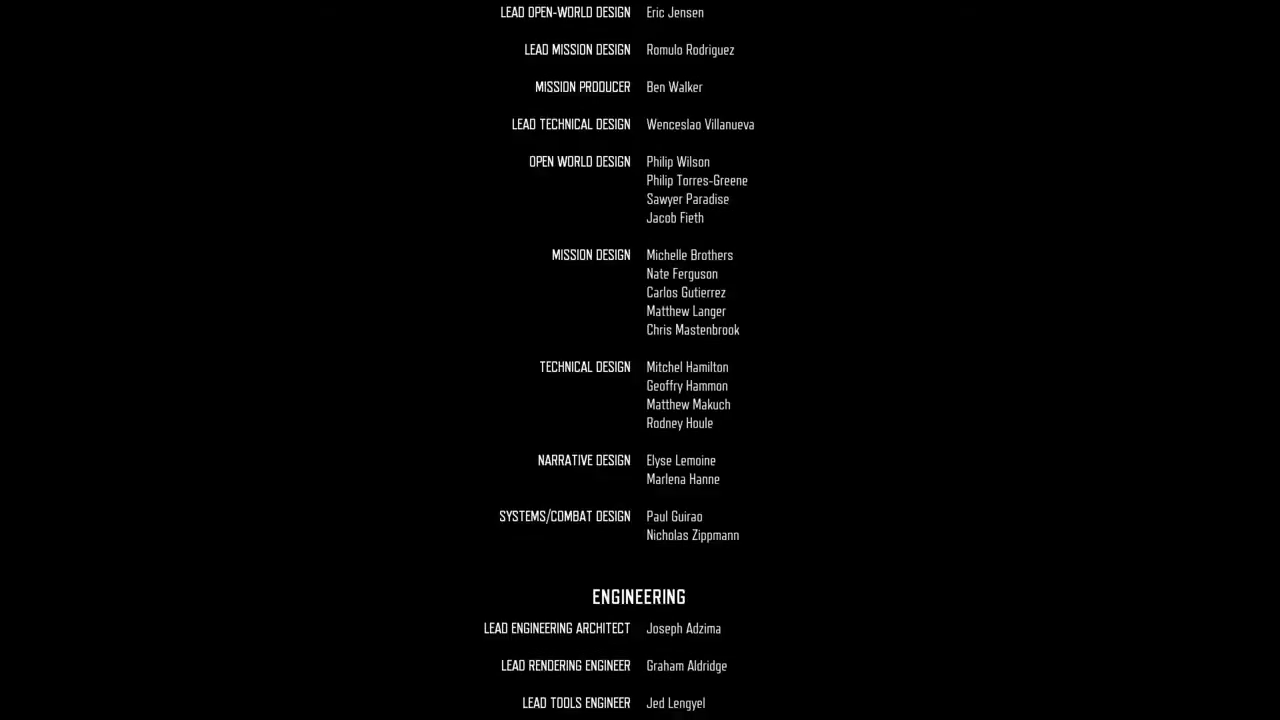 LEAD OPEN-WORLD DESIGN Eric Jensen
LEAD MISSION DESIGN Romulo Rodriguez
MISSION PRODUCER Ben Walker
LEAD TECHNICAL DESIGN Wenceslao Villanueva
OPEN WORLD DESIGN Philip Wilson
Philip Torres-Greene
Sawyer Paradise
Jacob Fieth
MISSION DESIGN Michelle Brothers
Nate Ferguson
Carlos Gutierrez
Matthew Langer
Chris Mastenbrook
TECHNICAL DESIGN Mitchel Hamilton
Geoffry Hammon
Matthew Makuch
Rodney Houle
NARRATIVE DESIGN Elyse Lemoine
Marlena Hanne
SYSTEMS/COMBAT DESIGN Paul Guirao
Nicholas Zippmann
ENGINEERING
LEAD ENGINEERING ARCHITECT Joseph Adzima
LEAD RENDERING ENGINEER Graham Aldridge
LEAD TOOLS ENGINEER Jed Lengyel